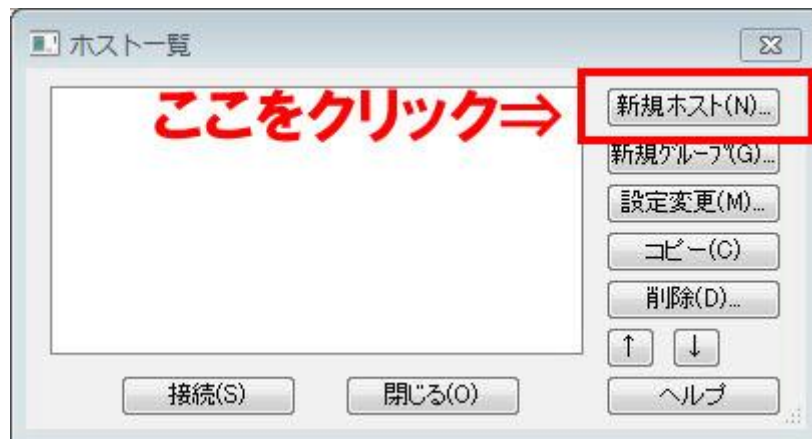 ホスト一覧
ここをクリック⇒
新規ホスト(N)...
新規グループ(G)...
設定変更(M)...
コピー(C)
削除(D)...
↑ ↓
接続(S) 閉じる(O) ヘルプ